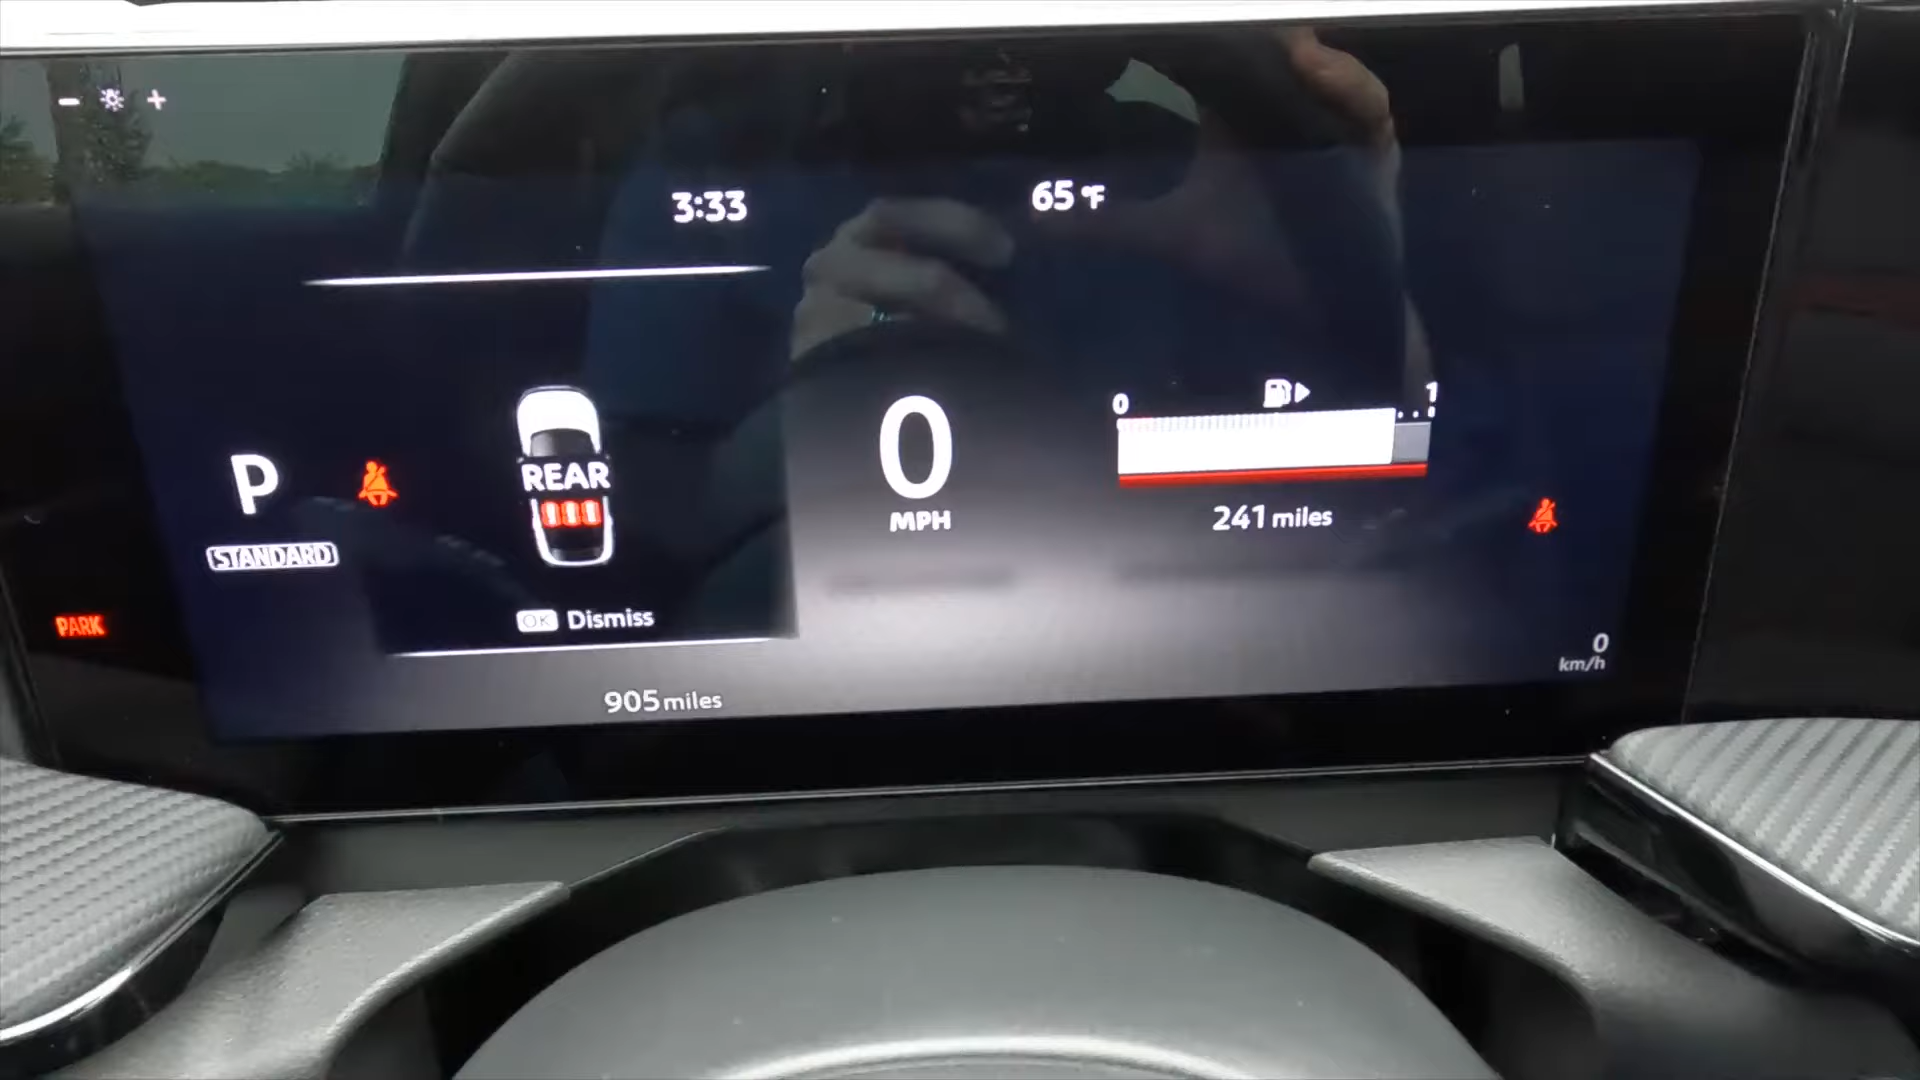 − +
3:33
65 °F
0 1
P
REAR
0
MPH
241 miles
STANDARD
OK Dismiss
PARK
0
km/h
905 miles